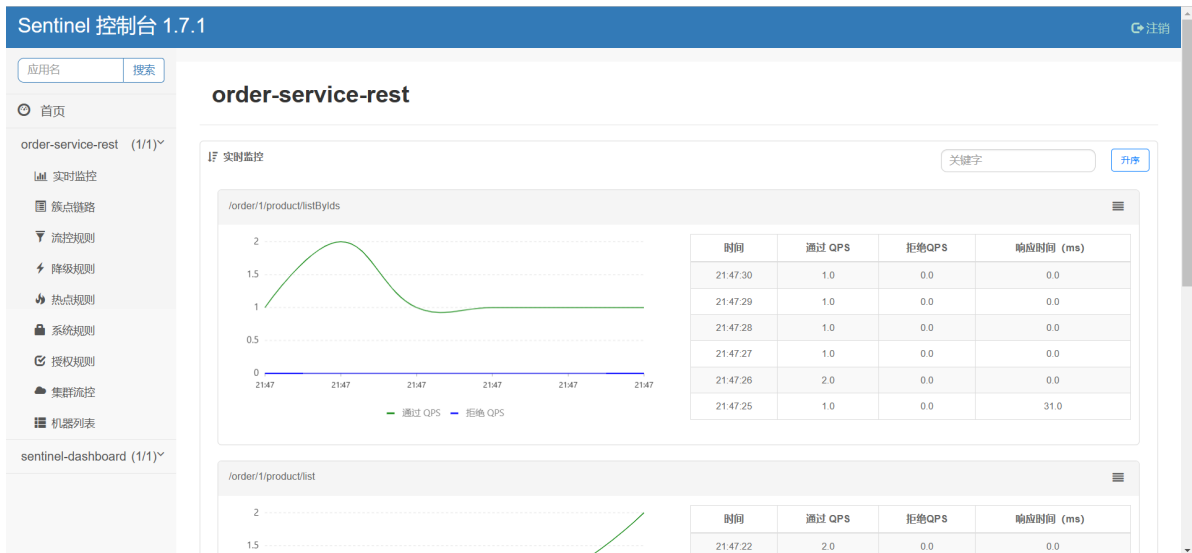 Sentinel 控制台 1.7.1
注销
应用名 搜索
首页
order-service-rest (1/1)
实时监控
簇点链路
流控规则
降级规则
热点规则
系统规则
授权规则
集群流控
机器列表
sentinel-dashboard (1/1)
order-service-rest
实时监控 关键字 升序
/order/1/product/listByIds
2
1.5
1
0.5
0
21:47 21:47 21:47 21:47 21:47 21:47
通过 QPS 拒绝 QPS
时间 通过 QPS 拒绝QPS 响应时间 (ms)
21:47:30 1.0 0.0 0.0
21:47:29 1.0 0.0 0.0
21:47:28 1.0 0.0 0.0
21:47:27 1.0 0.0 0.0
21:47:26 2.0 0.0 0.0
21:47:25 1.0 0.0 31.0
/order/1/product/list
2
1.5
时间 通过 QPS 拒绝QPS 响应时间 (ms)
21:47:22 2.0 0.0 0.0